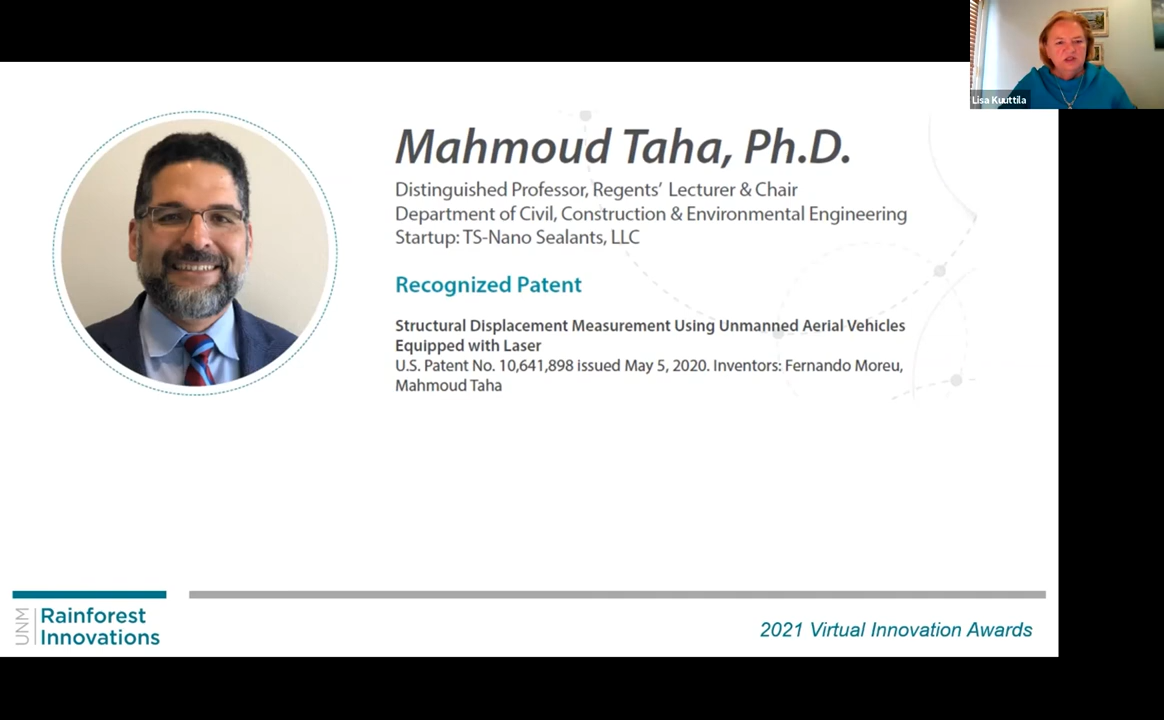 Lisa Kuuttila
Mahmoud Taha, Ph.D.
Distinguished Professor, Regents' Lecturer & Chair
Department of Civil, Construction & Environmental Engineering
Startup: TS-Nano Sealants, LLC
Recognized Patent
Structural Displacement Measurement Using Unmanned Aerial Vehicles
Equipped with Laser
U.S. Patent No. 10,641,898 issued May 5, 2020. Inventors: Fernando Moreu,
Mahmoud Taha
UNM
Rainforest
Innovations
2021 Virtual Innovation Awards